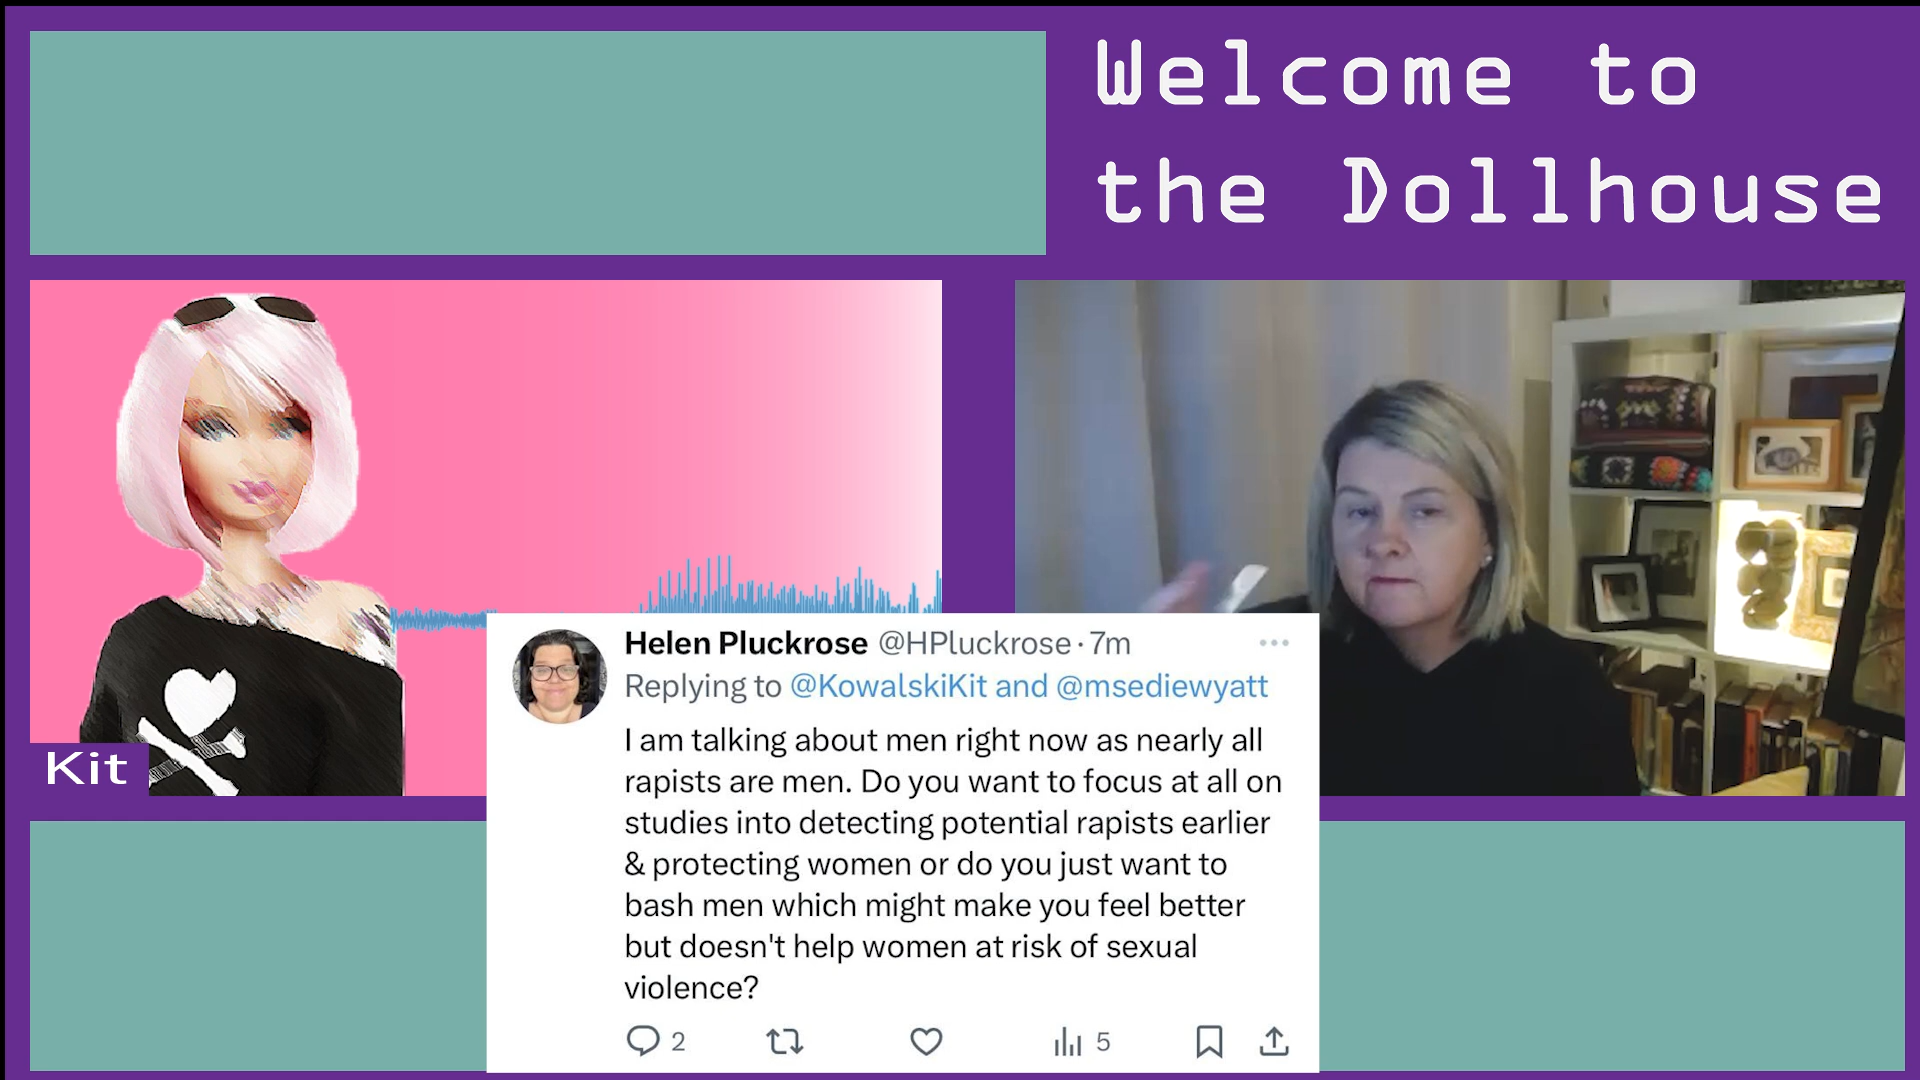 Welcome to
the Dollhouse
Kit
Helen Pluckrose @HPluckrose · 7m
Replying to @KowalskiKit and @msediewyatt
I am talking about men right now as nearly all
rapists are men. Do you want to focus at all on
studies into detecting potential rapists earlier
& protecting women or do you just want to
bash men which might make you feel better
but doesn't help women at risk of sexual
violence?
2
5